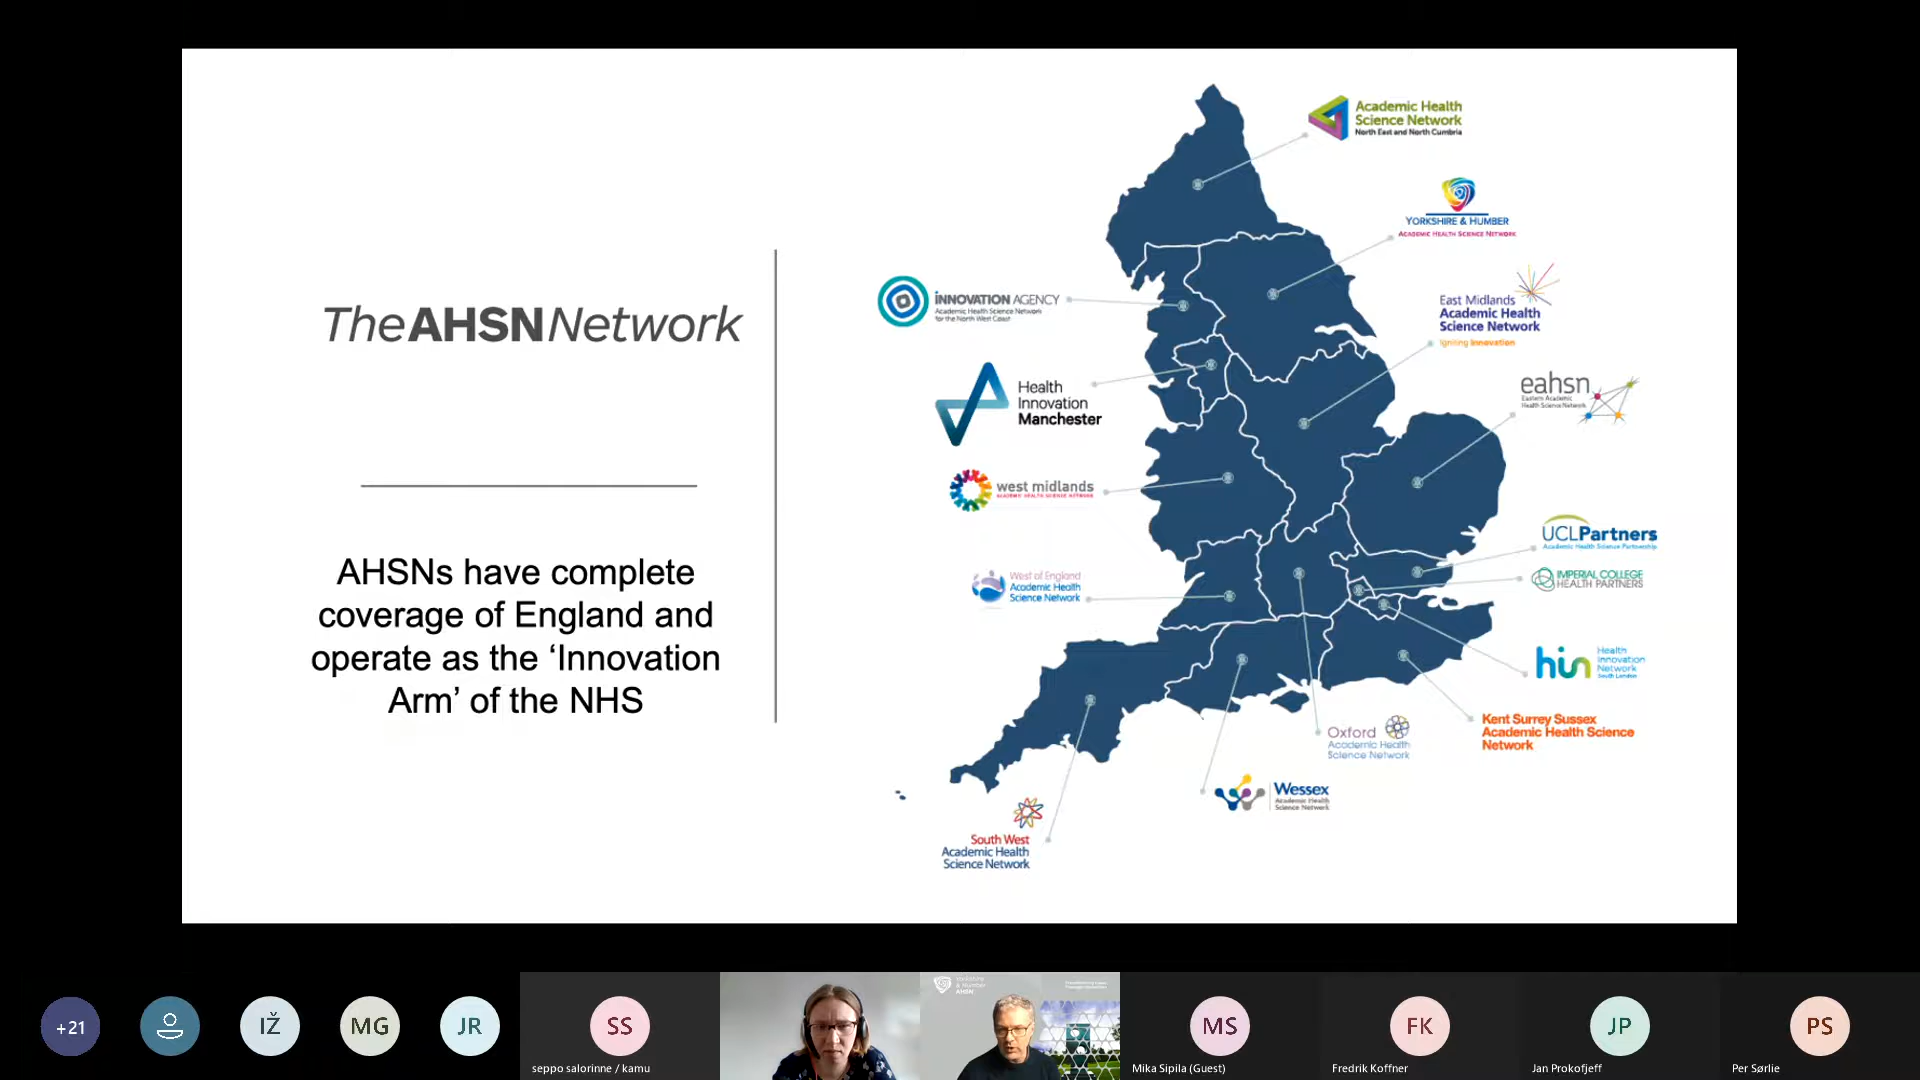 TheAHSNNetwork
AHSNs have complete
coverage of England and
operate as the ‘Innovation
Arm’ of the NHS
Academic Health
Science Network
North East and North Cumbria
YORKSHIRE & HUMBER
ACADEMIC HEALTH SCIENCE NETWORK
INNOVATION AGENCY
Academic Health Science Network
for the North West Coast
East Midlands
Academic Health
Science Network
Igniting Innovation
Health
Innovation
Manchester
eahsn
Eastern Academic
Health Science Network
west midlands
ACADEMIC HEALTH SCIENCE NETWORK
UCLPartners
Academic Health Science Partnership
IMPERIAL COLLEGE
HEALTH PARTNERS
West of England
Academic Health
Science Network
hin
Health
Innovation
Network
South London
Kent Surrey Sussex
Academic Health Science
Network
Oxford
Academic Health
Science Network
Wessex
Academic Health
Science Network
South West
Academic Health
Science Network
+21
IŽ
MG
JR
SS
seppo salorinne / kamu
Yorkshire
& Humber
AHSN
MS
Mika Sipila (Guest)
FK
Fredrik Koffner
JP
Jan Prokofjeff
PS
Per Sørlie